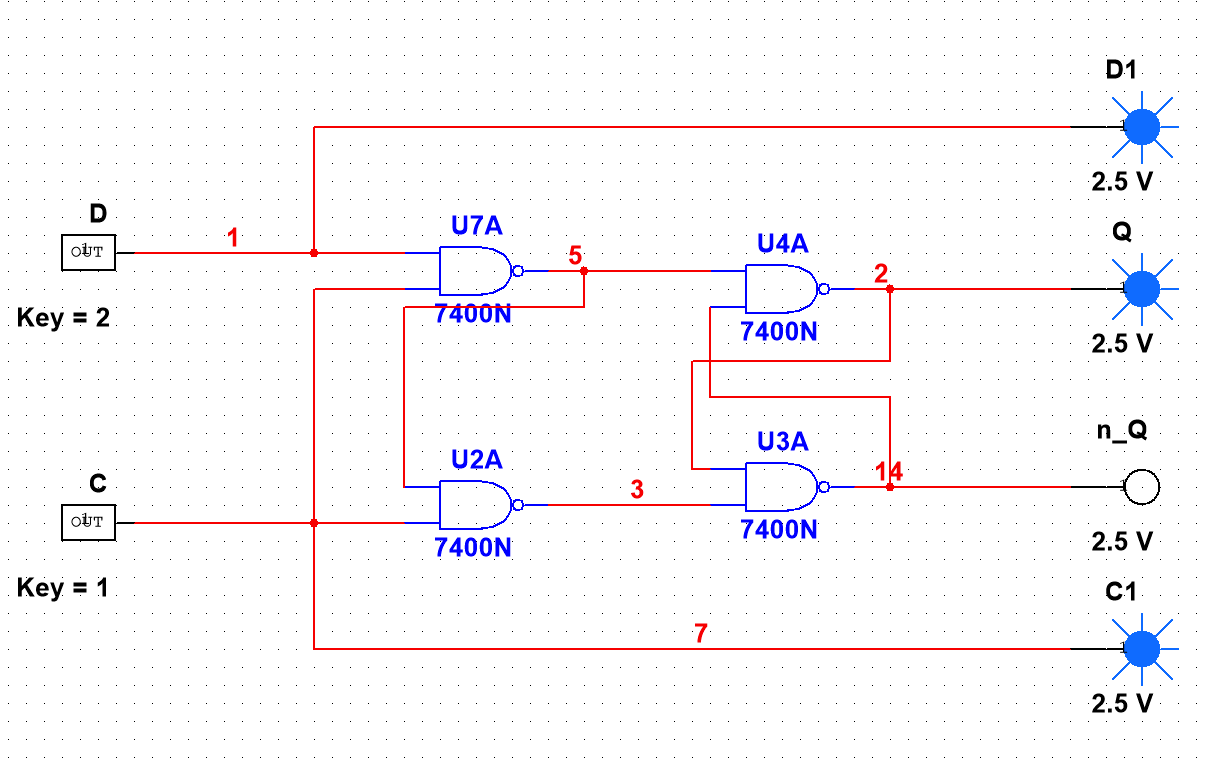 D1
2.5 V
D
OUT
1
Key = 2
U7A
7400N
5
U4A
7400N
2
Q
2.5 V
C
OUT
Key = 1
U2A
7400N
3
U3A
7400N
14
n_Q
2.5 V
7
C1
2.5 V